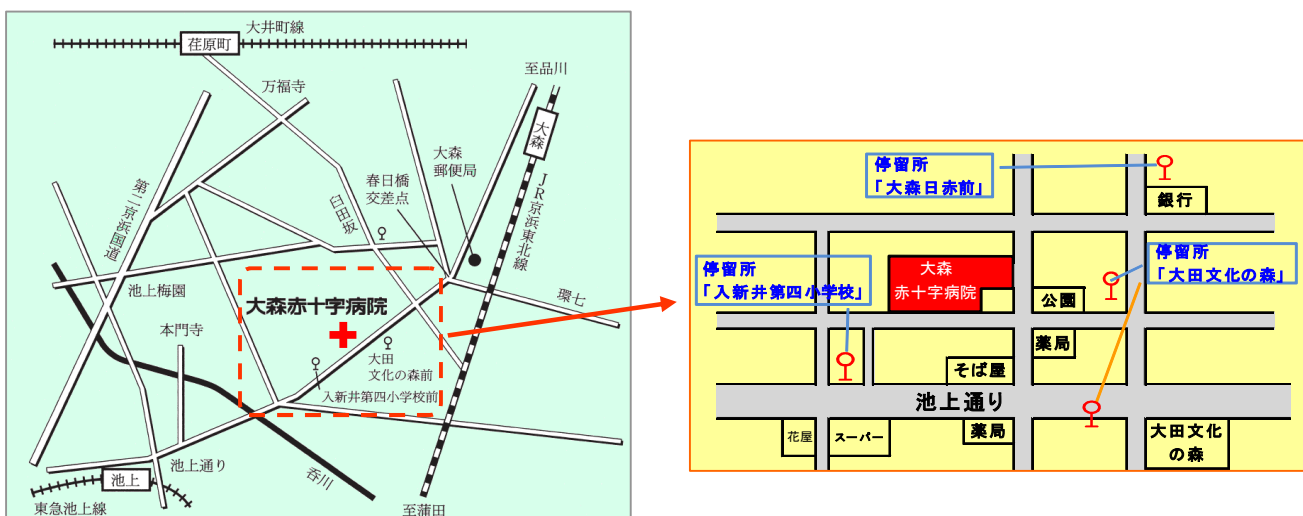 大井町線
荏原町
至品川
万福寺
大森
大森
郵便局
春日橋
交差点
JR京浜東北線
臼田坂
第二京浜国道
池上梅園
大森赤十字病院
環七
本門寺
大田
文化の森前
入新井第四小学校前
池上通り
呑川
池上
東急池上線
至蒲田
停留所
「大森日赤前」
銀行
停留所
「大田文化の森」
停留所
「入新井第四小学校」
大森
赤十字病院
公園
薬局
そば屋
池上通り
花屋
スーパー
薬局
大田文化
の森